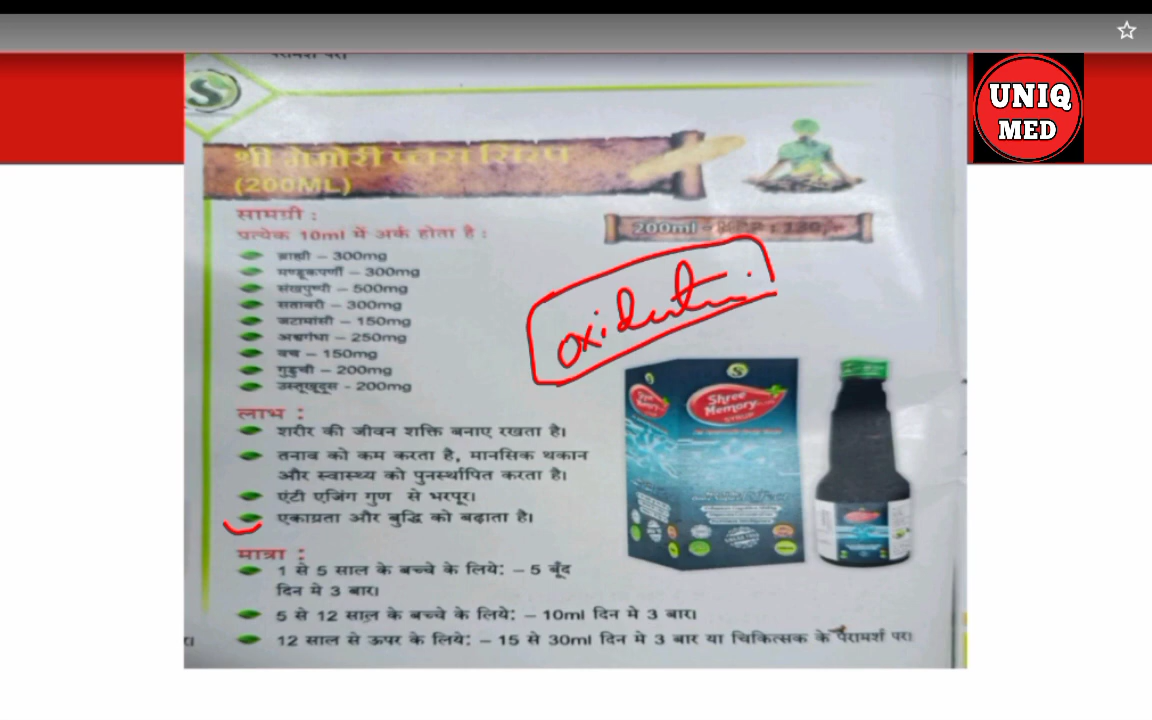 UNIQ
MED
श्री मेमोरी प्लस सिरप
(200ML)
सामग्री :
200ml - MRP : 130/-
प्रत्येक 10ml में अर्क होता है :
ब्राह्मी – 300mg
मण्डूकपर्णी – 300mg
संखपुष्पी – 500mg
सतावरी – 300mg
जटामांसी – 150mg
अश्वगंधा – 250mg
वच – 150mg
गुडुची – 200mg
उस्तूखूदूस - 200mg
Shree
Memory
SYRUP
लाभ :
शरीर की जीवन शक्ति बनाए रखता है।
तनाव को कम करता है, मानसिक थकान
और स्वास्थ्य को पुनर्स्थापित करता है।
एंटी एजिंग गुण से भरपूर।
एकाग्रता और बुद्धि को बढ़ाता है।
मात्रा :
1 से 5 साल के बच्चे के लिये: – 5 बूँद
दिन मे 3 बार।
5 से 12 साल के बच्चे के लिये: – 10ml दिन मे 3 बार।
12 साल से ऊपर के लिये: – 15 से 30ml दिन मे 3 बार या चिकित्सक के परामर्श पर।